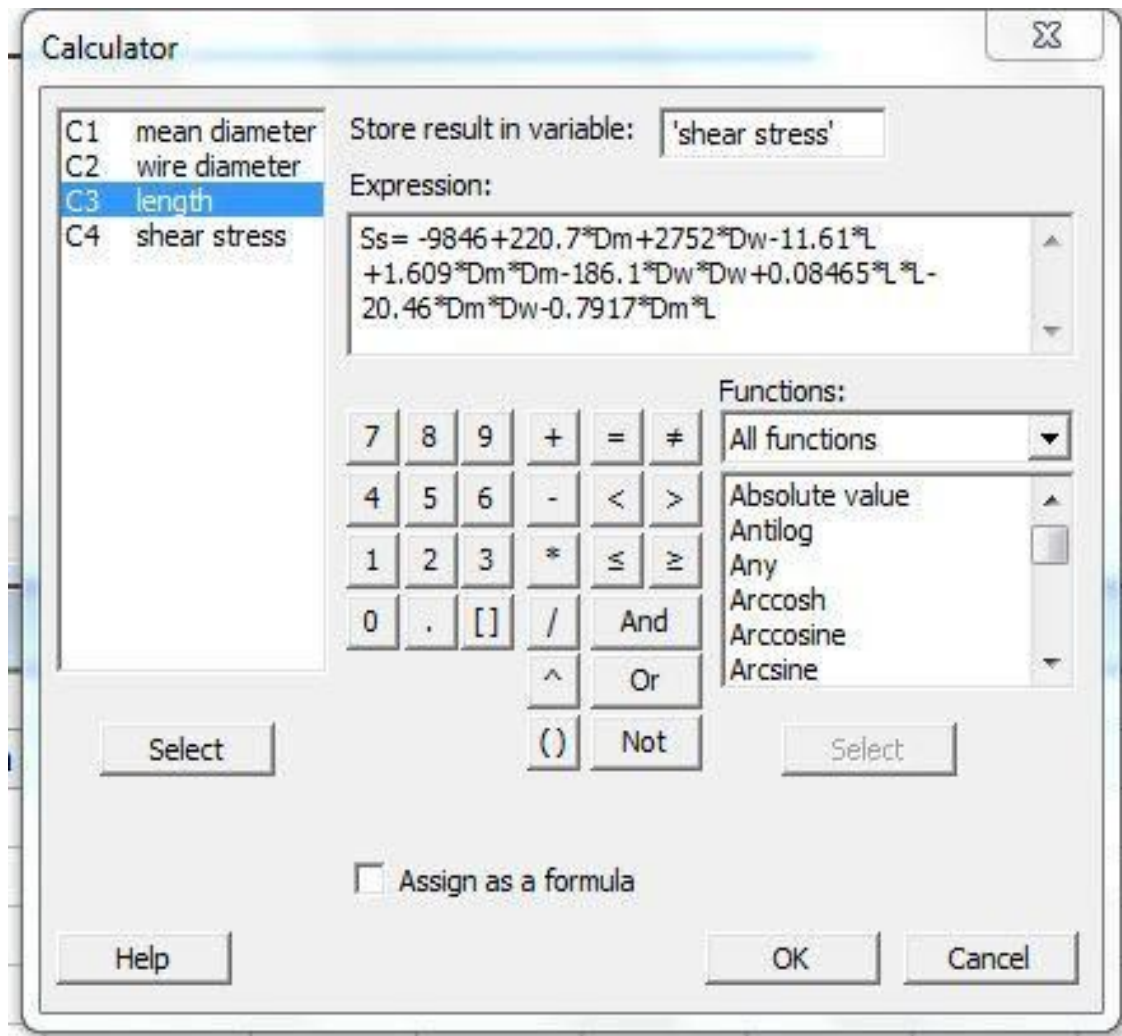 Calculator
C1 mean diameter
C2 wire diameter
C3 length
C4 shear stress
Store result in variable: 'shear stress'
Expression:
Ss= -9846+220.7*Dm+2752*Dw-11.61*L
+1.609*Dm*Dm-186.1*Dw*Dw+0.08465*L*L-
20.46*Dm*Dw-0.7917*Dm*L
Functions:
7 8 9 + = ≠ All functions
4 5 6 - < > Absolute value
Antilog
1 2 3 * ≤ ≥ Any
Arccosh
0 . [] / And Arccosine
Arcsine
^ Or
Select () Not Select
Assign as a formula
Help OK Cancel